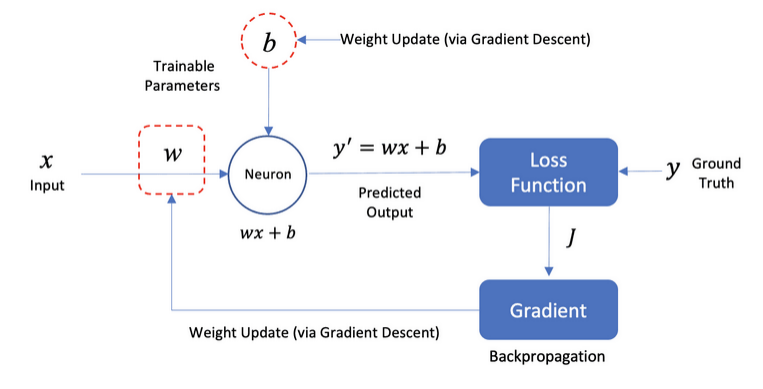 b
Weight Update (via Gradient Descent)
Trainable
Parameters
x
Input
w
Neuron
wx + b
y′ = wx + b
Predicted
Output
Loss
Function
y
Ground
Truth
J
Gradient
Weight Update (via Gradient Descent)
Backpropagation